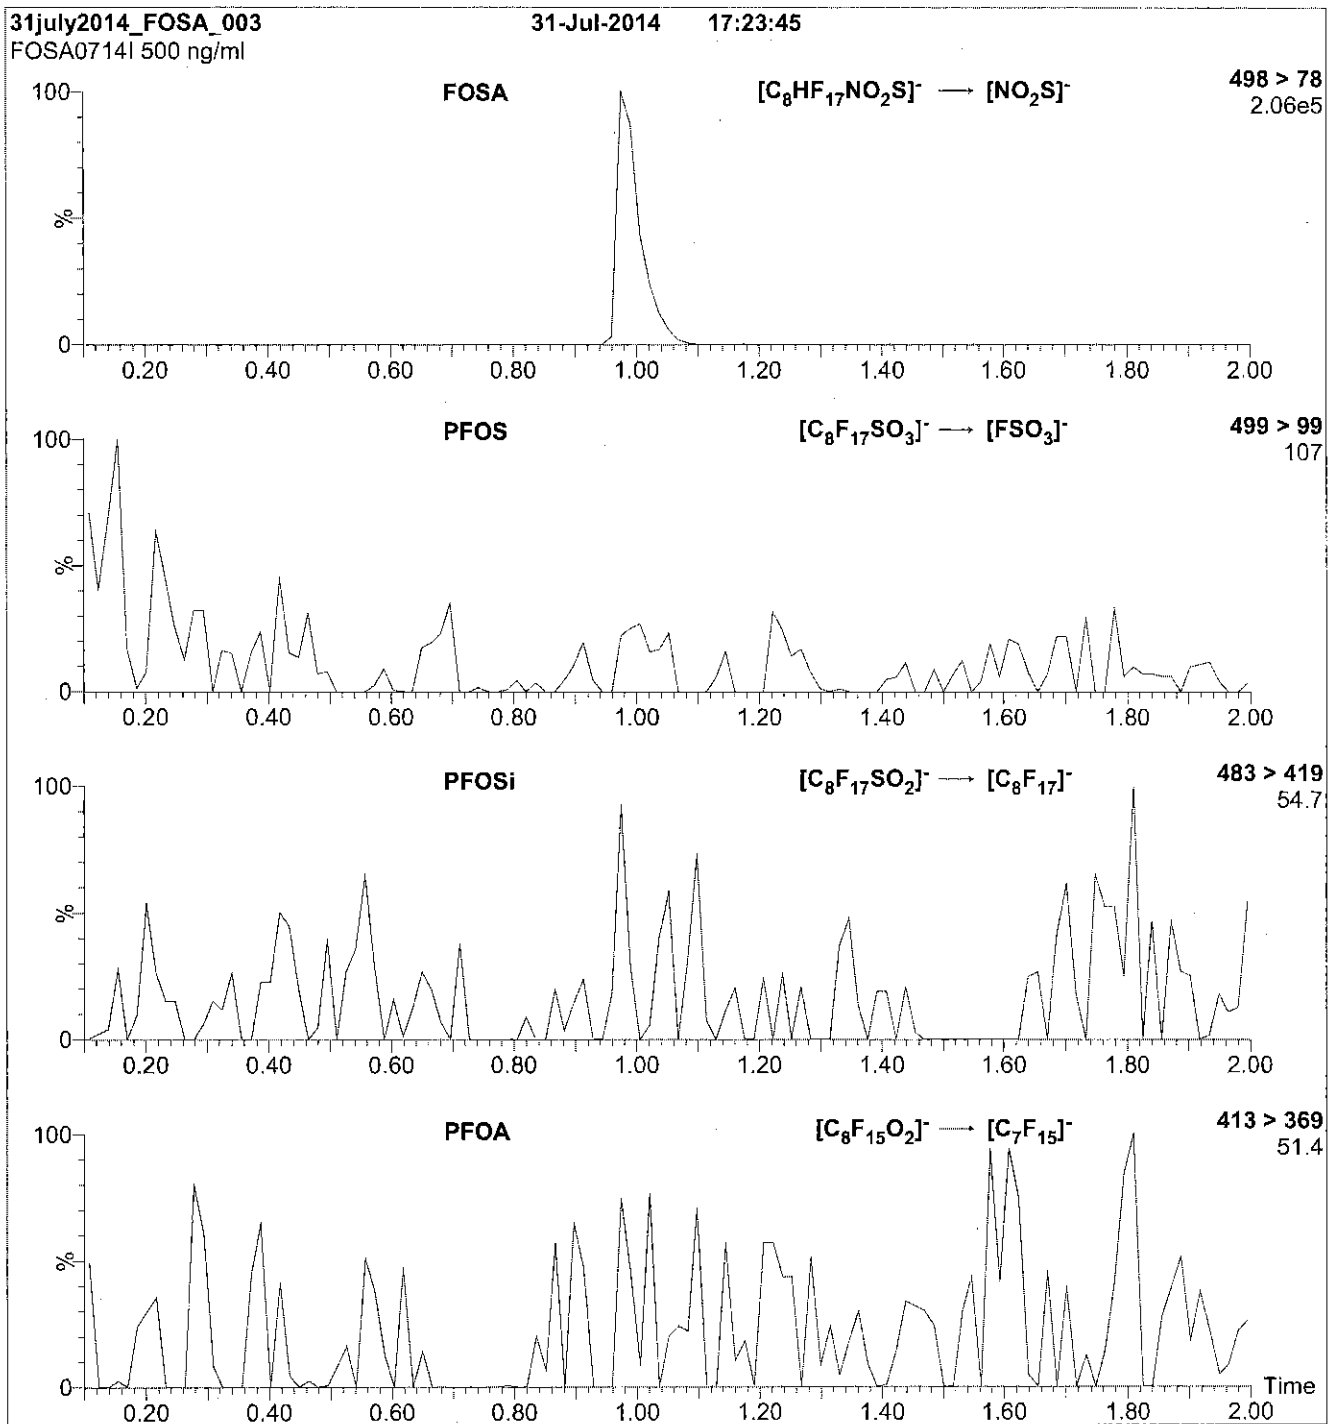 31july2014_FOSA_003 31-Jul-2014 17:23:45
FOSA0714I 500 ng/ml
FOSA [C₈HF₁₇NO₂S]⁻ → [NO₂S]⁻ 498 > 78
2.06e5
100
%
0
0.20 0.40 0.60 0.80 1.00 1.20 1.40 1.60 1.80 2.00
PFOS [C₈F₁₇SO₃]⁻ → [FSO₃]⁻ 499 > 99
107
100
%
0
0.20 0.40 0.60 0.80 1.00 1.20 1.40 1.60 1.80 2.00
PFOSi [C₈F₁₇SO₂]⁻ → [C₈F₁₇]⁻ 483 > 419
54.7
100
%
0
0.20 0.40 0.60 0.80 1.00 1.20 1.40 1.60 1.80 2.00
PFOA [C₈F₁₅O₂]⁻ → [C₇F₁₅]⁻ 413 > 369
51.4
100
%
0
Time
0.20 0.40 0.60 0.80 1.00 1.20 1.40 1.60 1.80 2.00